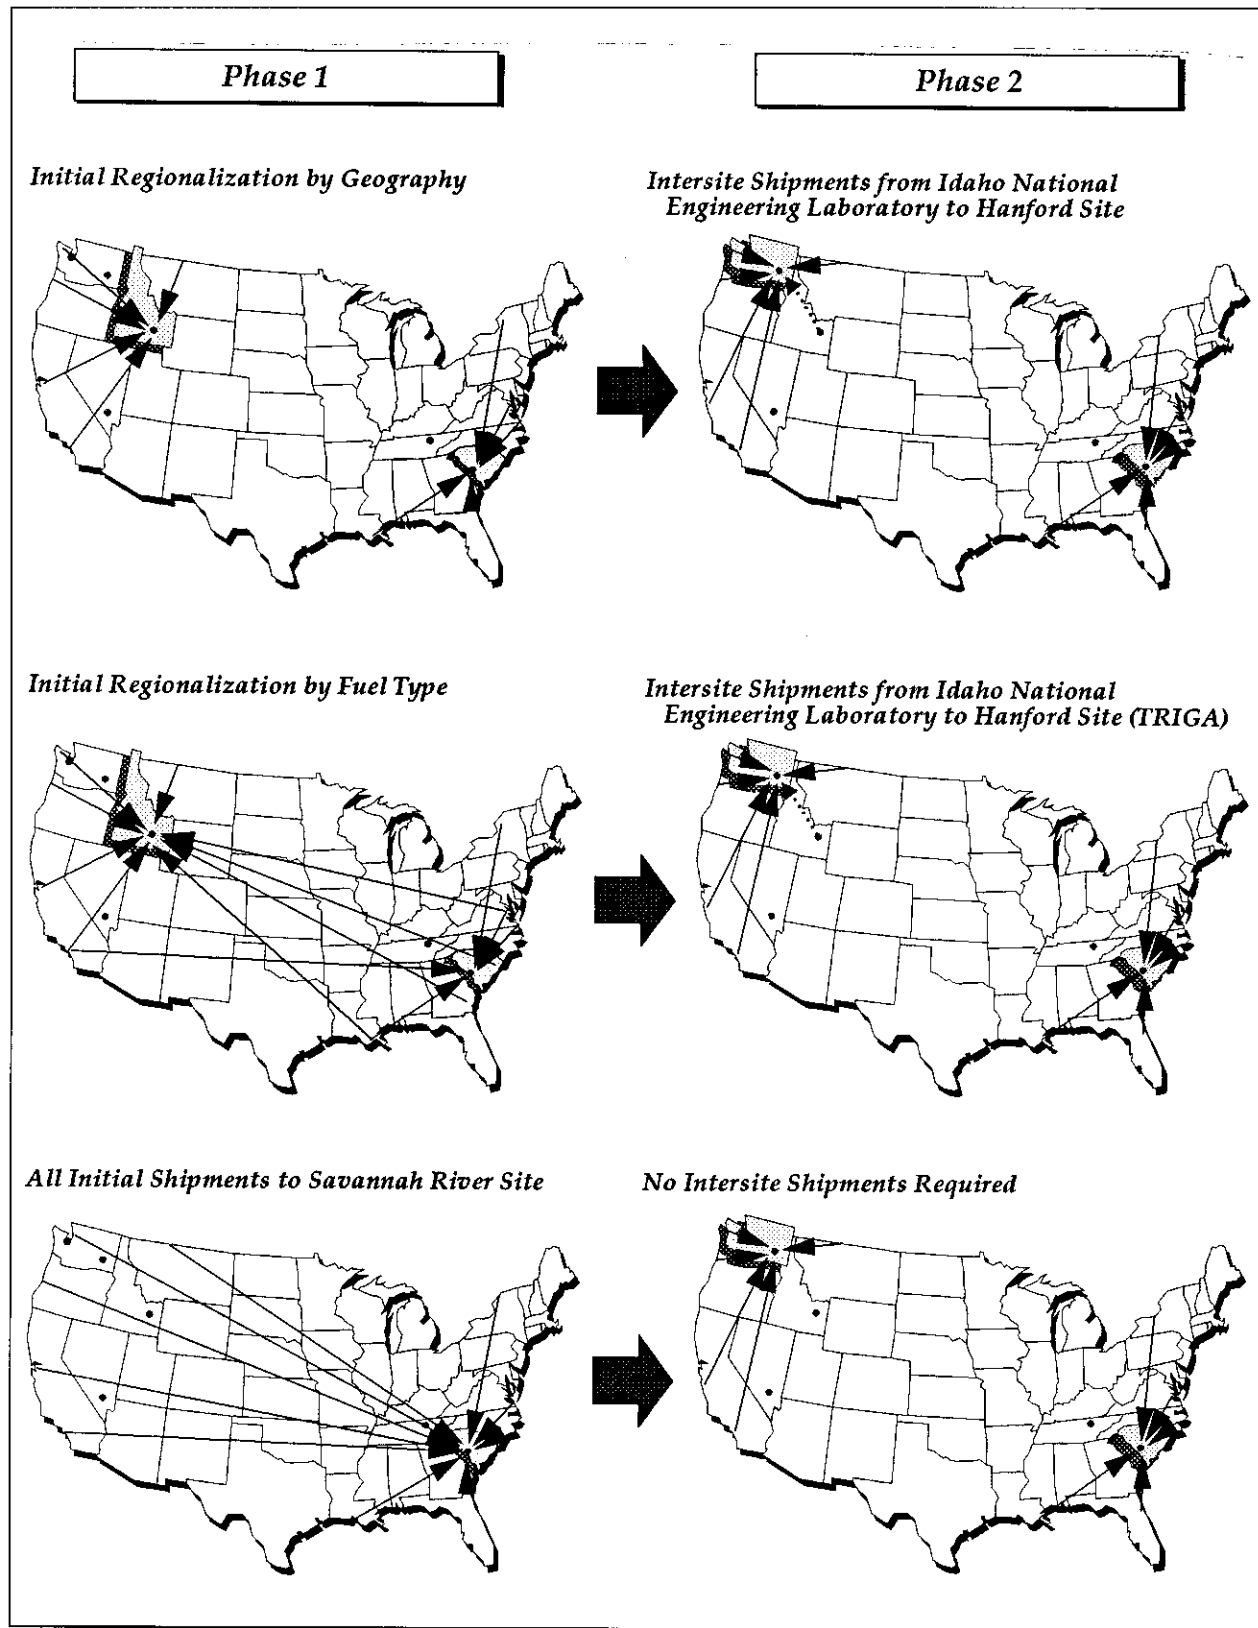 Phase 1
Phase 2
Initial Regionalization by Geography
Intersite Shipments from Idaho National
Engineering Laboratory to Hanford Site
Initial Regionalization by Fuel Type
Intersite Shipments from Idaho National
Engineering Laboratory to Hanford Site (TRIGA)
All Initial Shipments to Savannah River Site
No Intersite Shipments Required